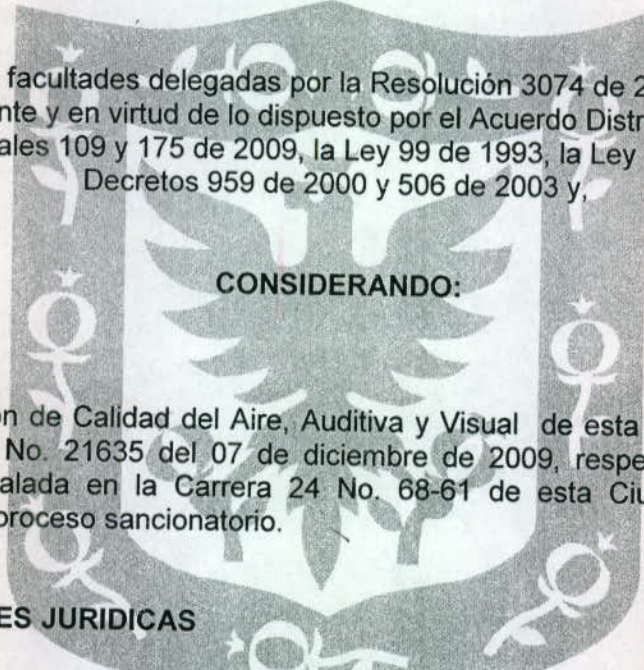 facultades delegadas por la Resolución 3074 de 2
nte y en virtud de lo dispuesto por el Acuerdo Distr
ales 109 y 175 de 2009, la Ley 99 de 1993, la Ley
Decretos 959 de 2000 y 506 de 2003 y,
CONSIDERANDO:
ón de Calidad del Aire, Auditiva y Visual de esta
No. 21635 del 07 de diciembre de 2009, respe
alada en la Carrera 24 No. 68-61 de esta Ciu
proceso sancionatorio.
ES JURIDICAS